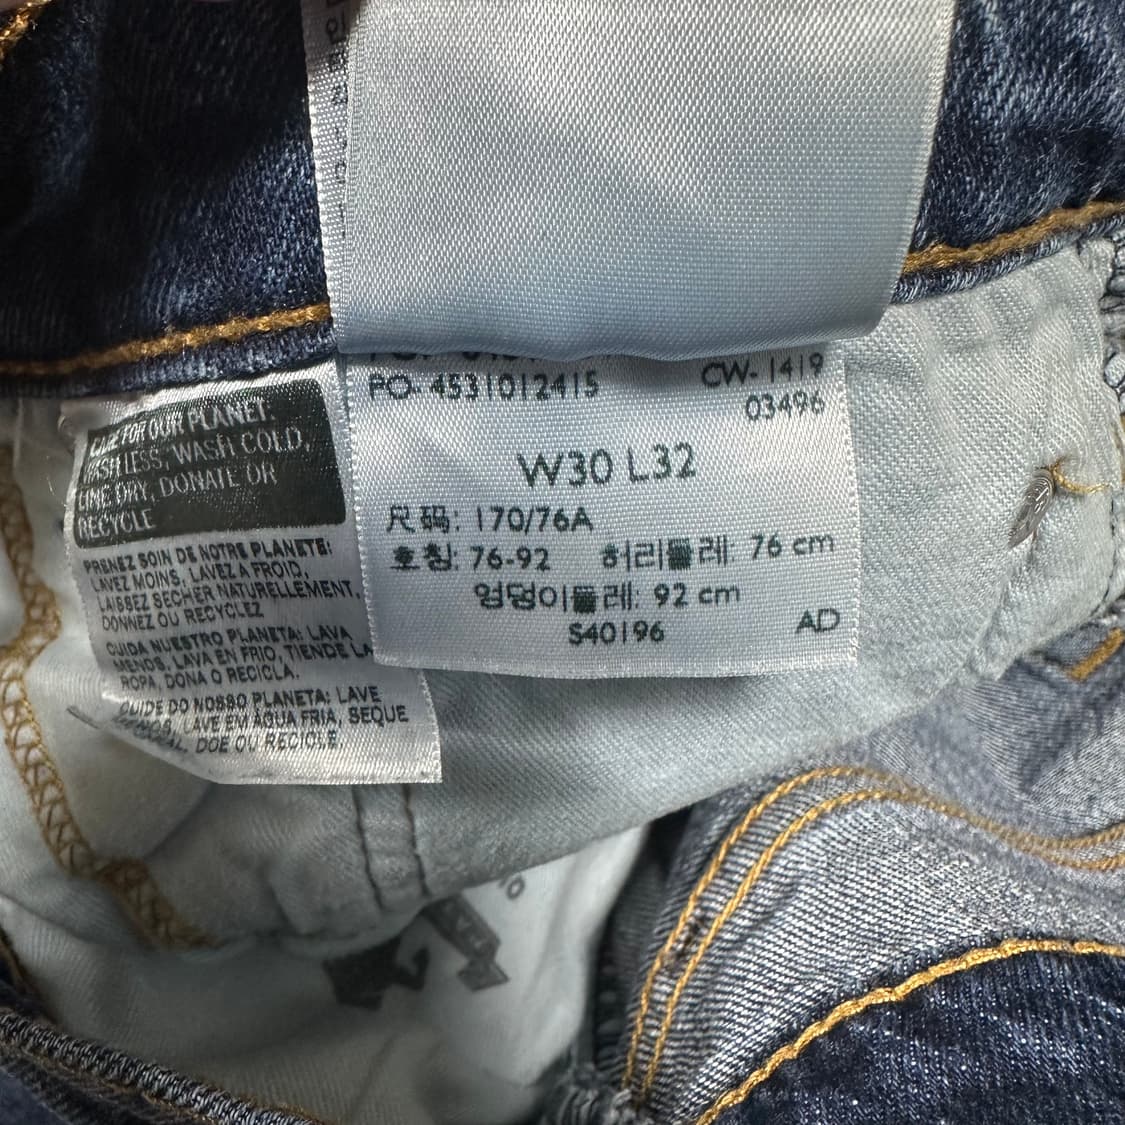 PO- 4531012415 CW- 1419
03496
W30 L32
尺码: 170/76A
호칭: 76-92 허리둘레: 76 cm
엉덩이둘레: 92 cm
S40196 AD
FOR OUR PLANET:
WASH LESS, WASH COLD,
LINE DRY, DONATE OR
RECYCLE
PRENEZ SOIN DE NOTRE PLANETE:
LAVEZ MOINS, LAVEZ A FROID,
LAISSEZ SECHER NATURELLEMENT,
DONNEZ OU RECYCLEZ
CUIDA NUESTRO PLANETA: LAVA
MENOS, LAVA EN FRIO, TIENDE LA
ROPA, DONA O RECICLA.
CUIDE DO NOSSO PLANETA: LAVE
MENOS, LAVE EM ÁGUA FRIA, SEQUE
DOE OU RECICLE.